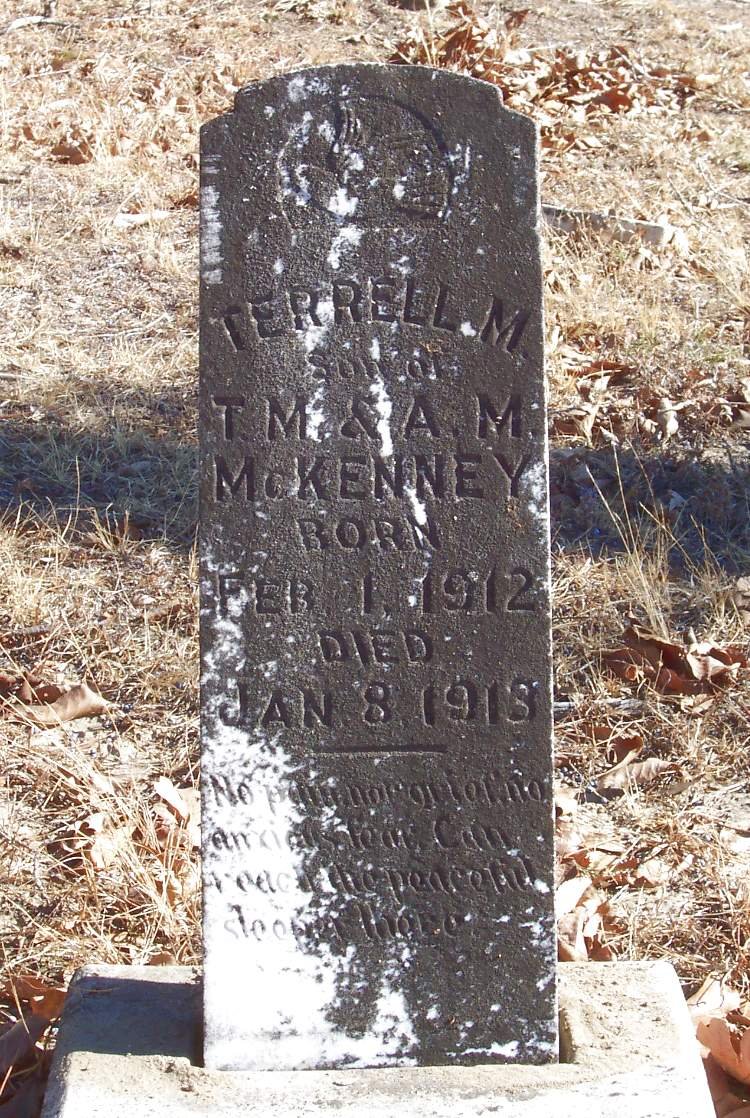 TERRELL M.
Son of
T. M. & A. M.
McKENNEY
BORN
FEB 1, 1912
DIED
JAN. 8, 1913
No pain, nor grief, no
anxious fear, Can
reach the peaceful
sleeper there